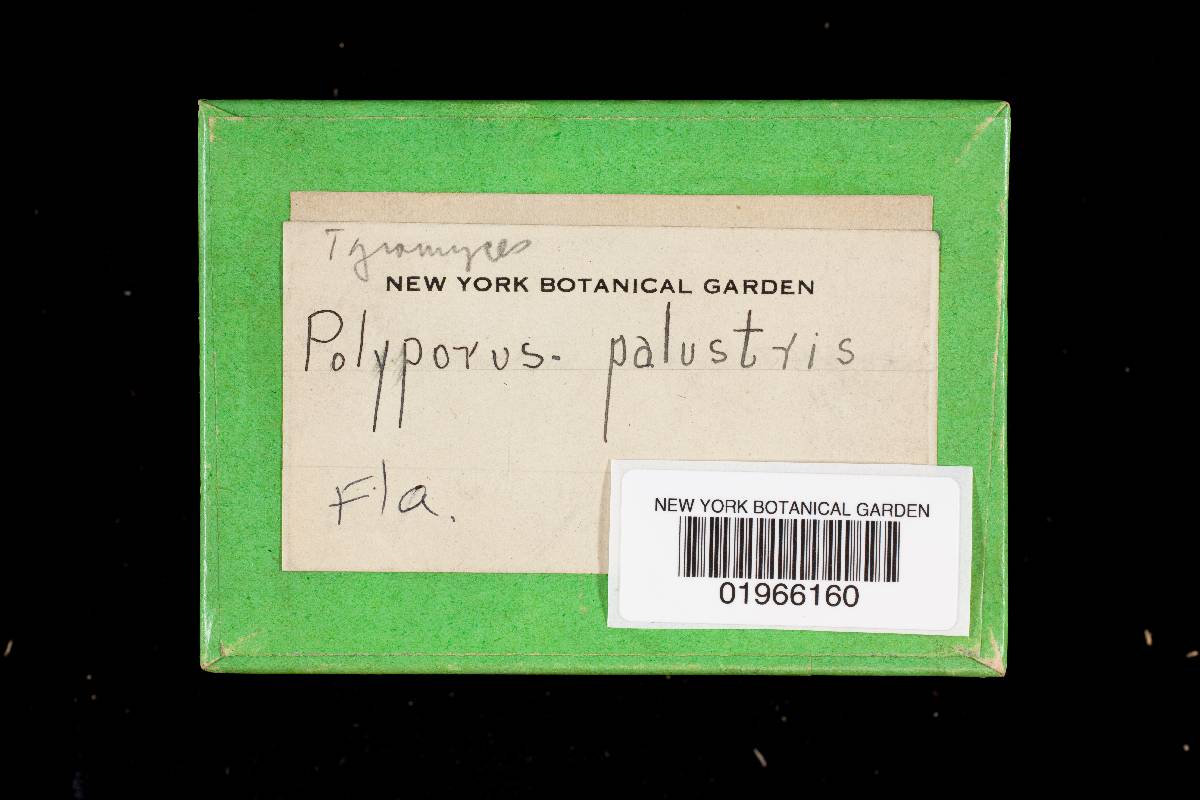 Tyromyces
NEW YORK BOTANICAL GARDEN
Polyporus. palustris
Fla.
NEW YORK BOTANICAL GARDEN
01966160